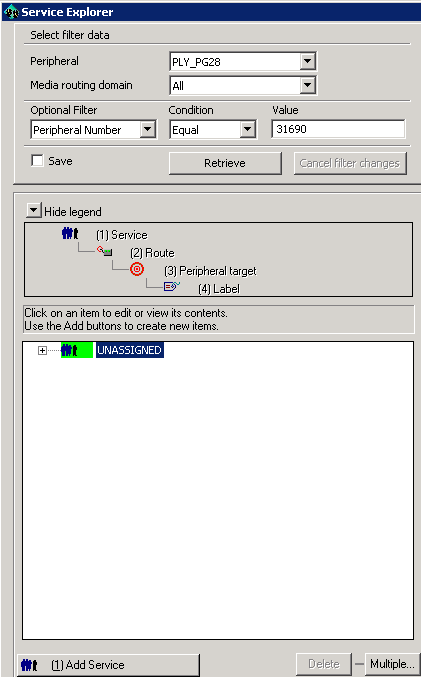 Service Explorer
Select filter data
Peripheral PLY_PG28
Media routing domain All
Optional Filter Condition Value
Peripheral Number Equal 31690
Save Retrieve Cancel filter changes
Hide legend
(1) Service
(2) Route
(3) Peripheral target
(4) Label
Click on an item to edit or view its contents.
Use the Add buttons to create new items.
UNASSIGNED
(1) Add Service Delete Multiple...